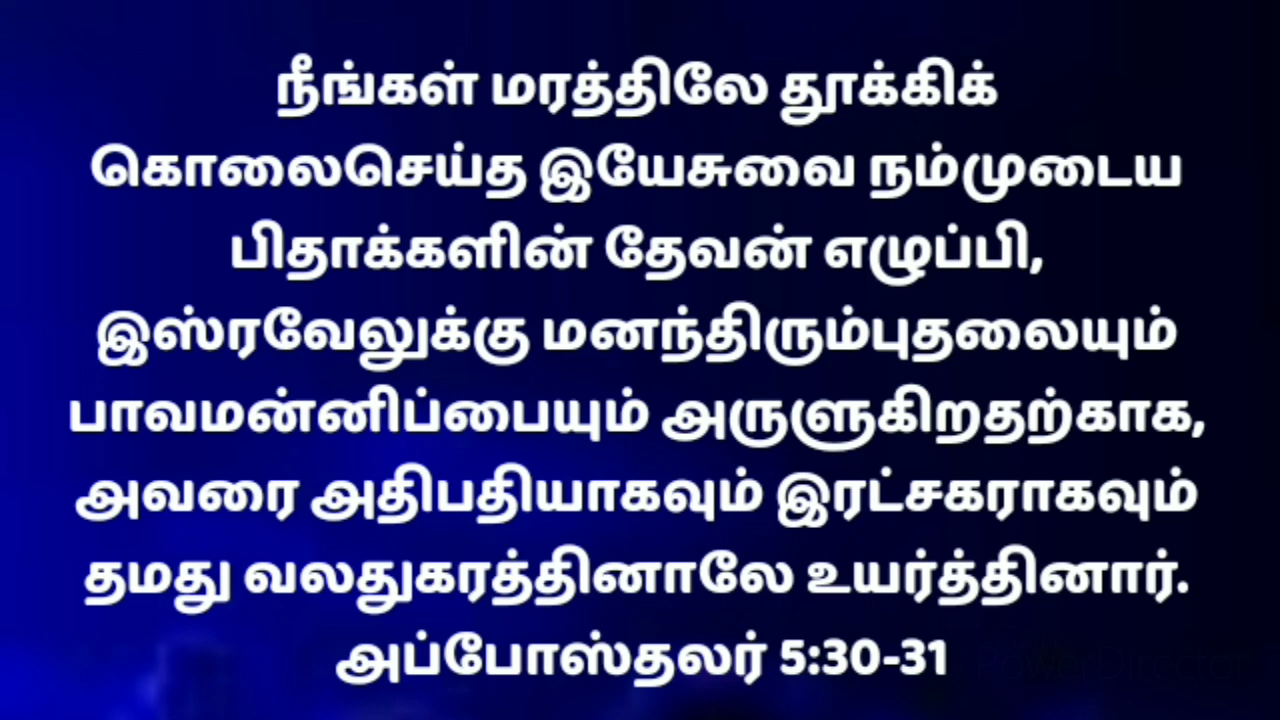 நீங்கள் மரத்திலே தூக்கிக்
கொலைசெய்த இயேசுவை நம்முடைய
பிதாக்களின் தேவன் எழுப்பி,
இஸ்ரவேலுக்கு மனந்திரும்புதலையும்
பாவமன்னிப்பையும் அருளுகிறதற்காக,
அவரை அதிபதியாகவும் இரட்சகராகவும்
தமது வலதுகரத்தினாலே உயர்த்தினார்.
அப்போஸ்தலர் 5:30-31
PowerDirector